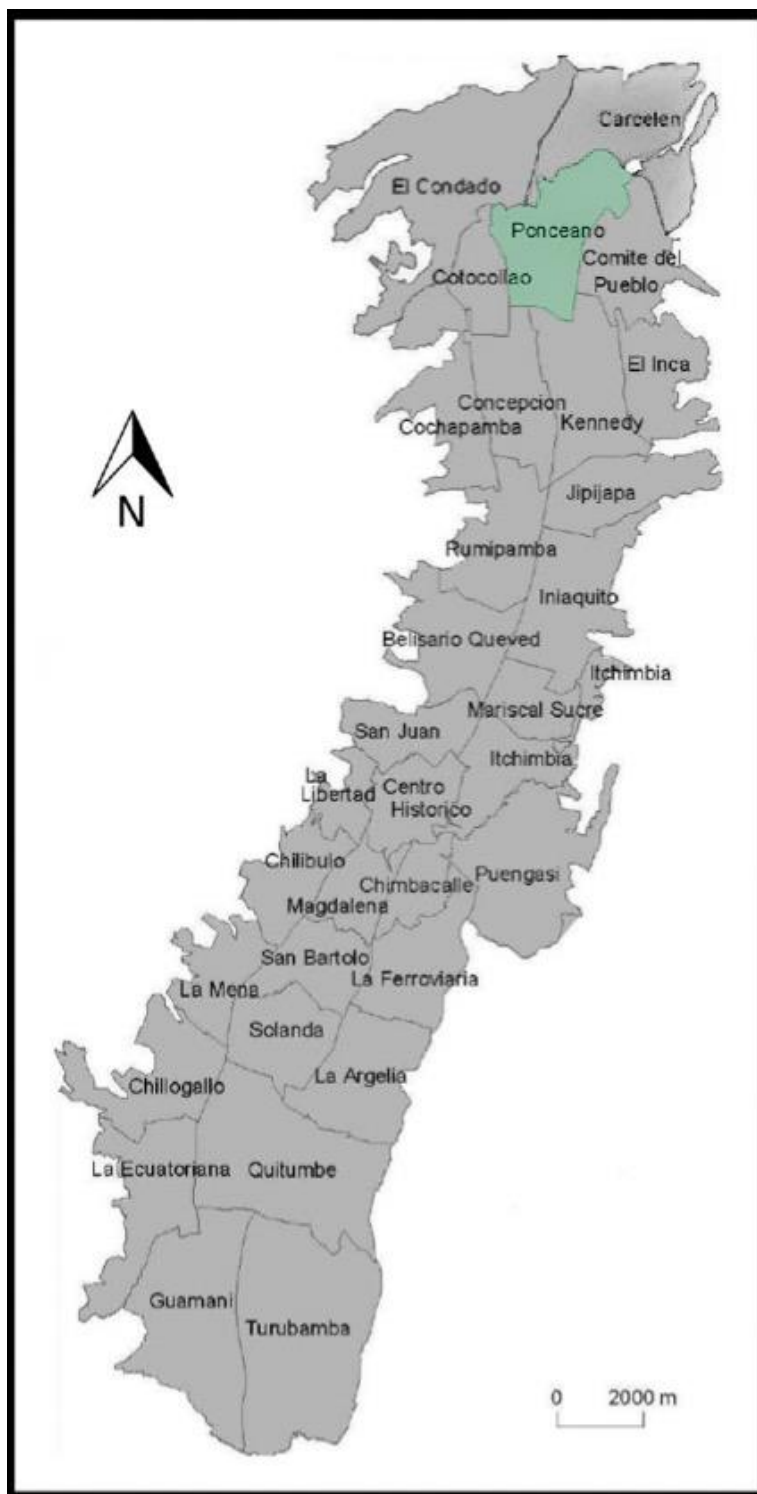 Carcelen
El Condado
Ponceano
Comite del
Pueblo
Cotocollao
El Inca
Concepcion
Cochapamba
Kennedy
Jipijapa
N
Rumipamba
Iniaquito
Belisario Queved
Itchimbia
Mariscal Sucre
San Juan
Itchimbia
La
Libertad
Centro
Historico
Chilibulo
Puengasi
Chimbacalle
Magdalena
San Bartolo
La Ferroviaria
La Mena
Solanda
La Argelia
Chillogallo
La Ecuatoriana
Quitumbe
Guamani
Turubamba
0 2000 m